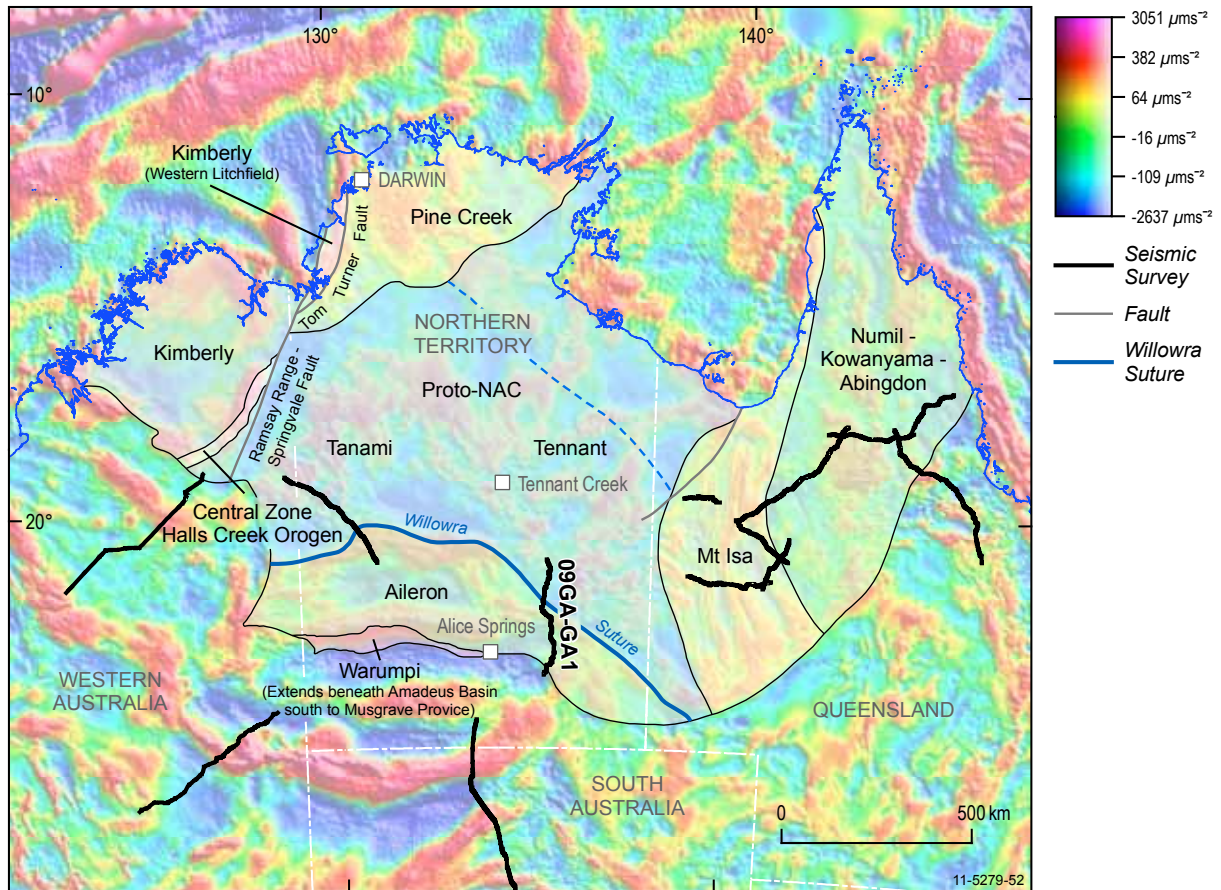 130°
140°
10°
20°
Kimberly
(Western Litchfield)
DARWIN
Pine Creek
Tom Turner Fault
NORTHERN
TERRITORY
Kimberly
Ramsay Range -
Springvale Fault
Proto-NAC
Numil -
Kowanyama -
Abingdon
Tanami
Tennant
Tennant Creek
Central Zone
Halls Creek Orogen
Willowra
Suture
Mt Isa
Aileron
09GA-GA1
Alice Springs
Warumpi
(Extends beneath Amadeus Basin
south to Musgrave Provice)
WESTERN
AUSTRALIA
QUEENSLAND
SOUTH
AUSTRALIA
0
500 km
11-5279-52
3051 µms⁻²
382 µms⁻²
64 µms⁻²
-16 µms⁻²
-109 µms⁻²
-2637 µms⁻²
Seismic
Survey
Fault
Willowra
Suture